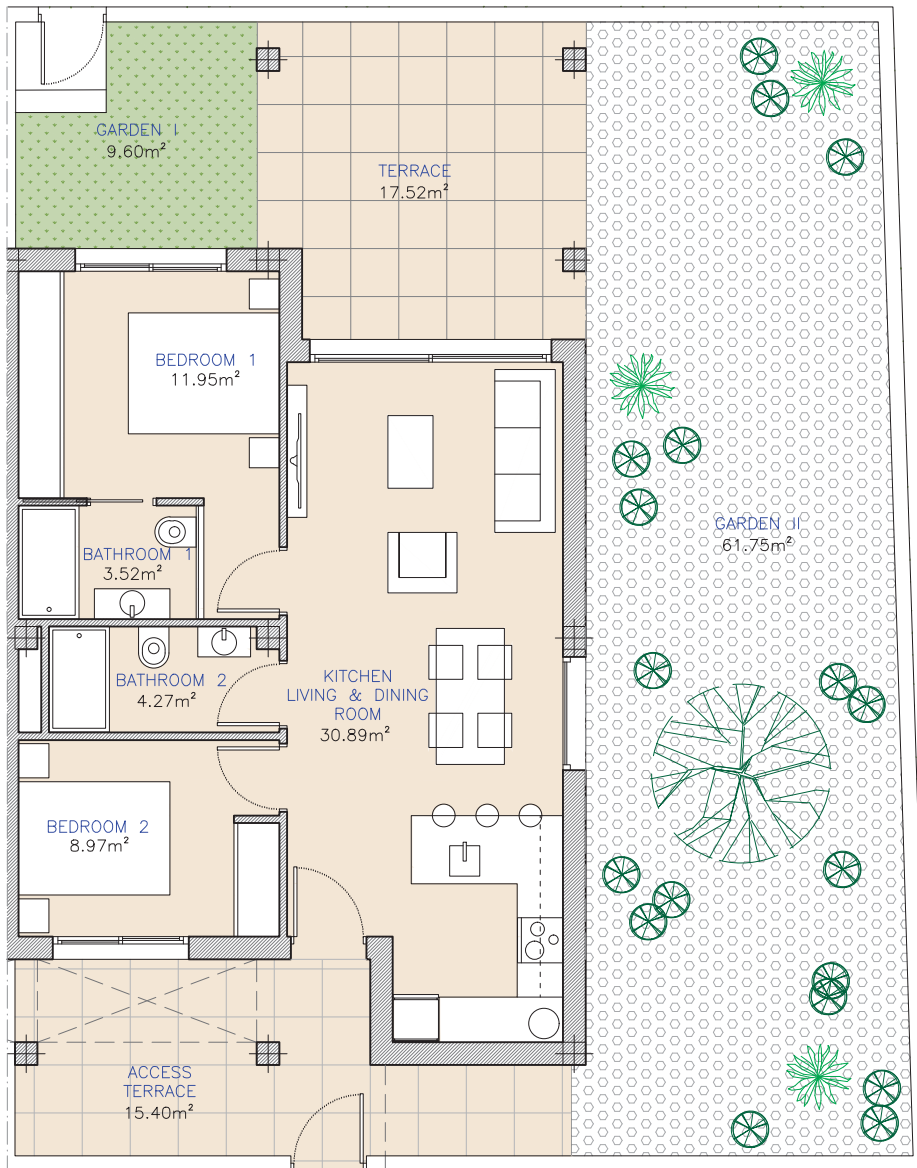 GARDEN I
9.60m²
TERRACE
17.52m²
BEDROOM 1
11.95m²
GARDEN II
61.75m²
BATHROOM 1
3.52m²
BATHROOM 2
4.27m²
KITCHEN
LIVING & DINING
ROOM
30.89m²
BEDROOM 2
8.97m²
ACCESS
TERRACE
15.40m²